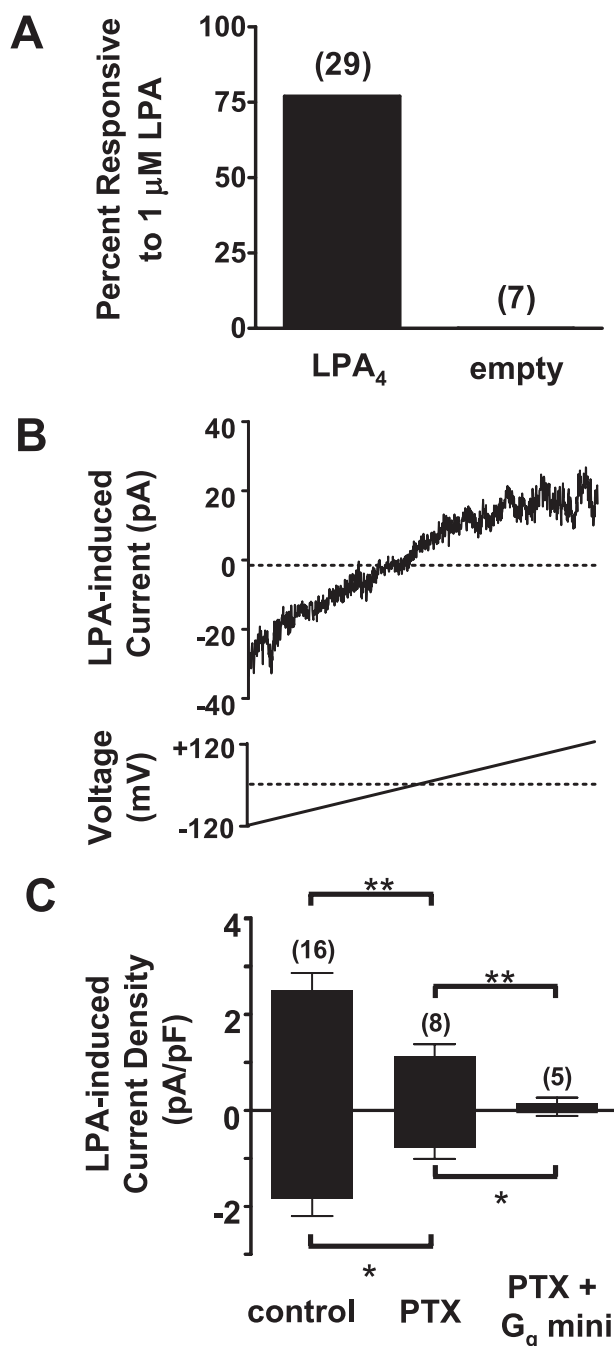 A
Percent Responsive
to 1 μM LPA
100
75
50
25
0
(29)
(7)
LPA4
empty
B
LPA-induced
Current (pA)
40
20
0
-20
-40
Voltage
(mV)
+120
-120
C
LPA-induced
Current Density
(pA/pF)
4
2
0
-2
**
(16)
**
(8)
(5)
*
*
control
PTX
PTX +
Gq mini